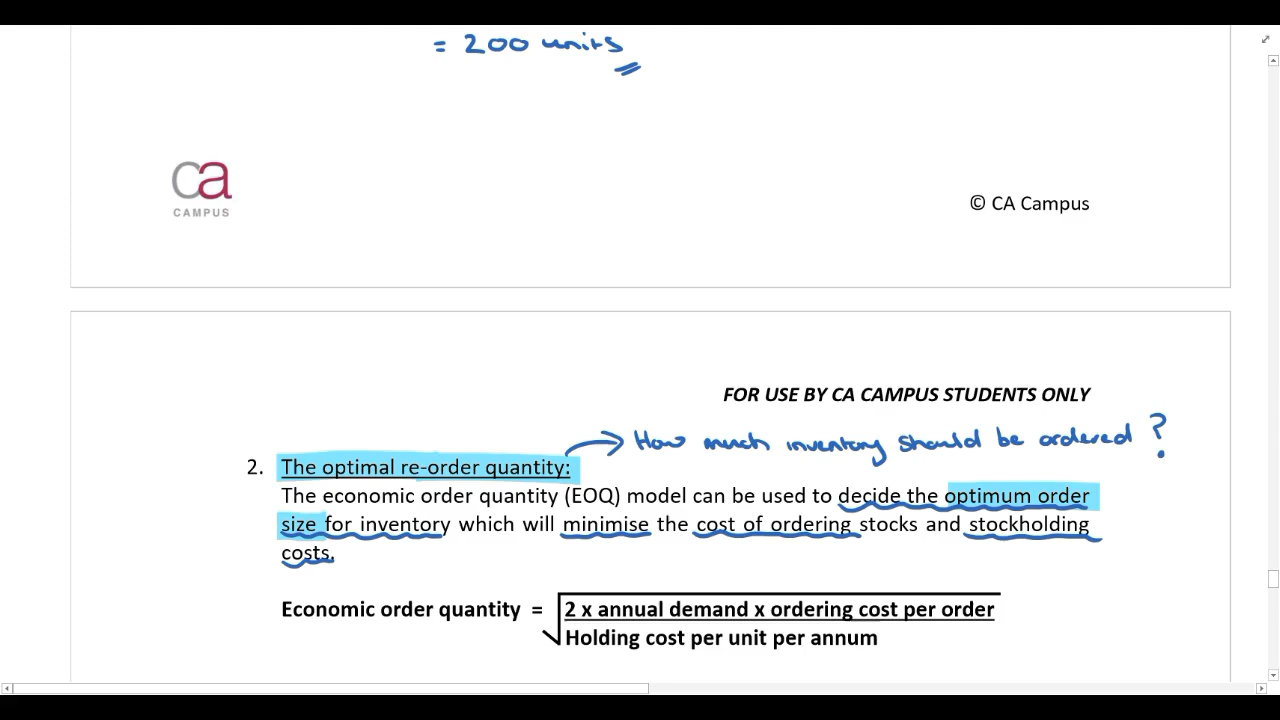 = 200 units
ca
CAMPUS
© CA Campus
FOR USE BY CA CAMPUS STUDENTS ONLY
How much inventory should be ordered ?
2. The optimal re-order quantity:
The economic order quantity (EOQ) model can be used to decide the optimum order
size for inventory which will minimise the cost of ordering stocks and stockholding
costs.
Economic order quantity = √ 2 x annual demand x ordering cost per order
Holding cost per unit per annum